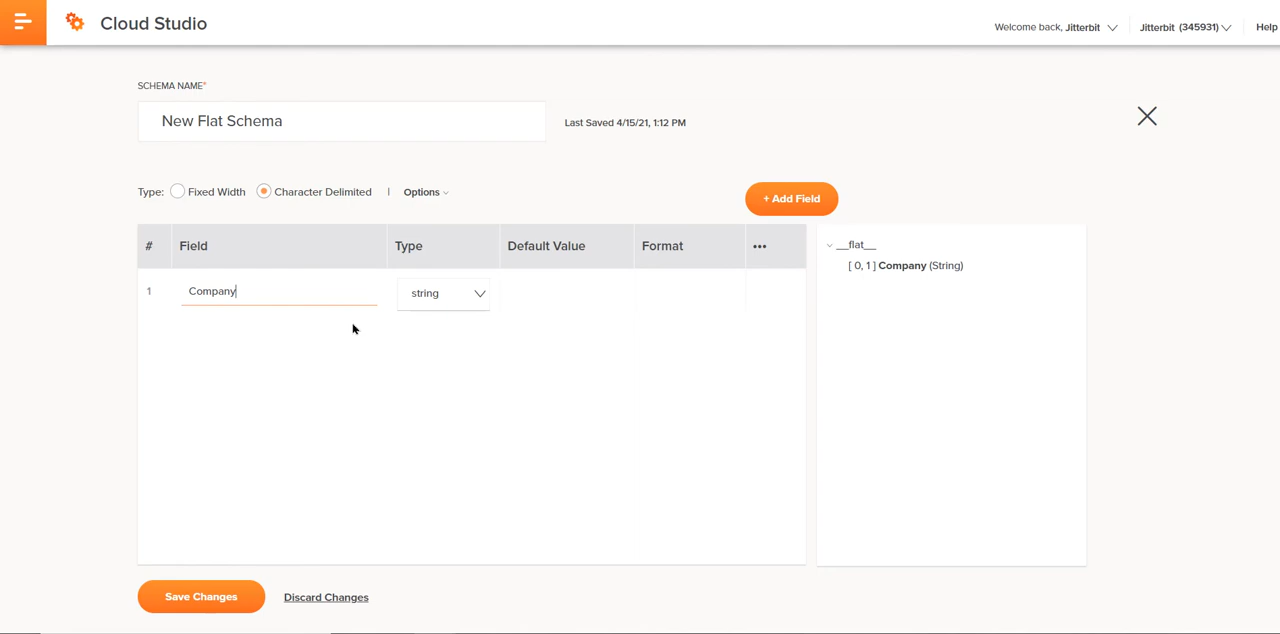 Cloud Studio
Welcome back, Jitterbit
Jitterbit (345931)
Help
SCHEMA NAME*
New Flat Schema
Last Saved 4/15/21, 1:12 PM
Type: Fixed Width Character Delimited | Options
+ Add Field
# Field Type Default Value Format •••
1 Company string
__flat__
[ 0, 1 ] Company (String)
Save Changes
Discard Changes